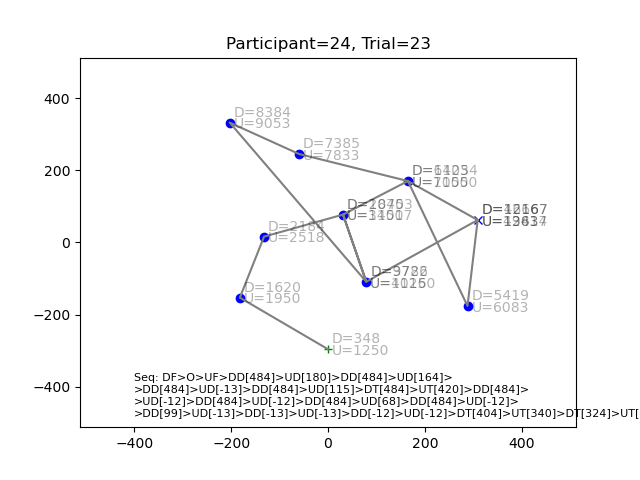 Participant=24, Trial=23
400
200
0
−200
−400
D=8384
U=9053
D=7385
U=7833
D=2184
U=2518
D=1620
U=1950
D=348
U=1250
D=5419
U=6083
Seq: DF>O>UF>DD[484]>UD[180]>DD[484]>UD[164]>
>DD[484]>UD[-13]>DD[484]>UD[115]>DT[484]>UT[420]>DD[484]>
>UD[-12]>DD[484]>UD[-12]>DD[484]>UD[68]>DD[484]>UD[-12]>
>DD[99]>UD[-13]>DD[-13]>UD[-13]>DD[-12]>UD[-12]>DT[404]>UT[340]>DT[324]>UT[
−400 −200 0 200 400